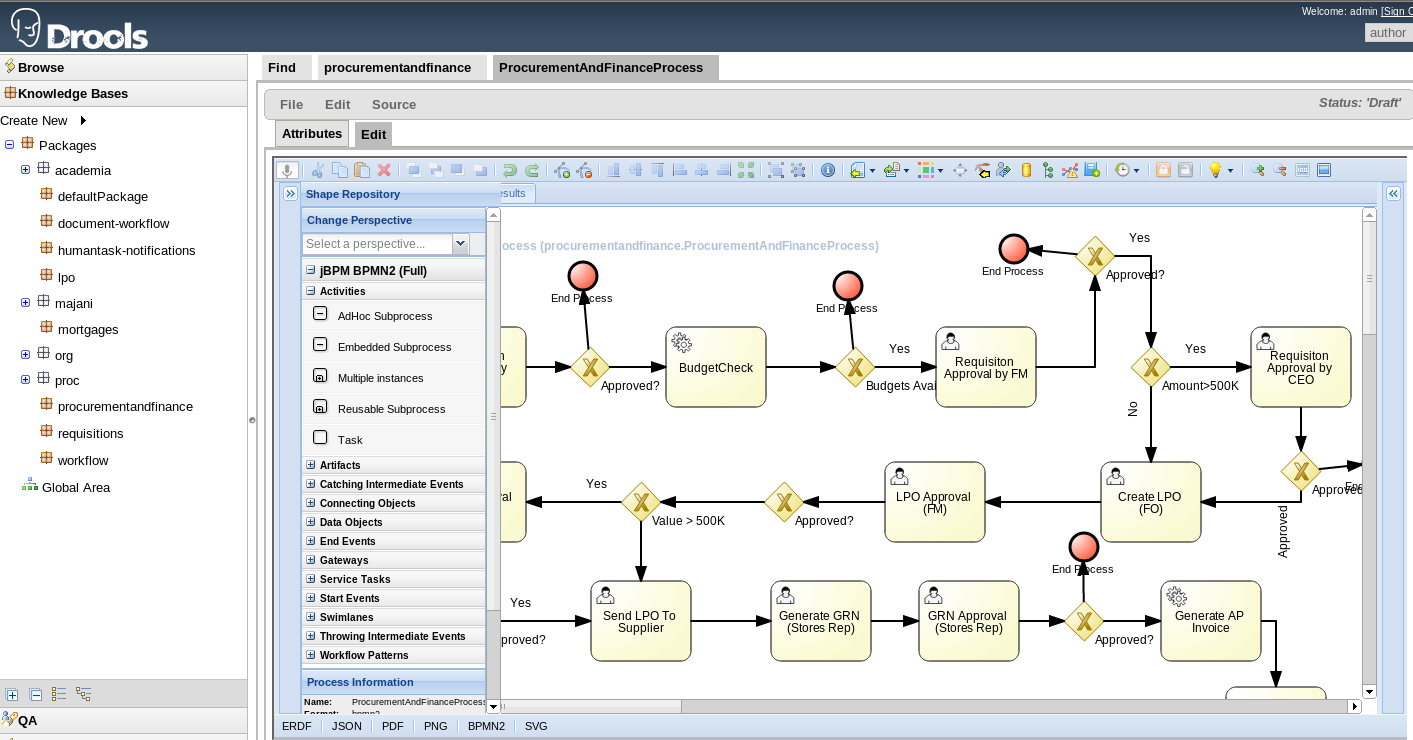 Welcome: admin [Sign O
Drools
author
Browse
Find
procurementandfinance
ProcurementAndFinanceProcess
Knowledge Bases
File
Edit
Source
Status: 'Draft'
Create New
Attributes
Edit
Packages
academia
defaultPackage
document-workflow
humantask-notifications
lpo
majani
mortgages
org
proc
procurementandfinance
requisitions
workflow
Global Area
QA
Shape Repository
Change Perspective
Select a perspective...
jBPM BPMN2 (Full)
Activities
AdHoc Subprocess
Embedded Subprocess
Multiple instances
Reusable Subprocess
Task
Artifacts
Catching Intermediate Events
Connecting Objects
Data Objects
End Events
Gateways
Service Tasks
Start Events
Swimlanes
Throwing Intermediate Events
Workflow Patterns
Process Information
Name: ProcurementAndFinanceProcess
Format: bpmn2
esults
ocess (procurementandfinance.ProcurementAndFinanceProcess)
Yes
End Process
Approved?
End Process
End Process
n
y
Approved?
BudgetCheck
Yes
Budgets Avai
Requisiton
Approval by FM
Yes
Amount>500K
Requisiton
Approval by
CEO
No
Approved
Approved
val
Yes
Value > 500K
Approved?
LPO Approval
(FM)
Create LPO
(FO)
End Process
Yes
proved?
Send LPO To
Supplier
Generate GRN
(Stores Rep)
GRN Approval
(Stores Rep)
Approved?
Generate AP
Invoice
ERDF
JSON
PDF
PNG
BPMN2
SVG